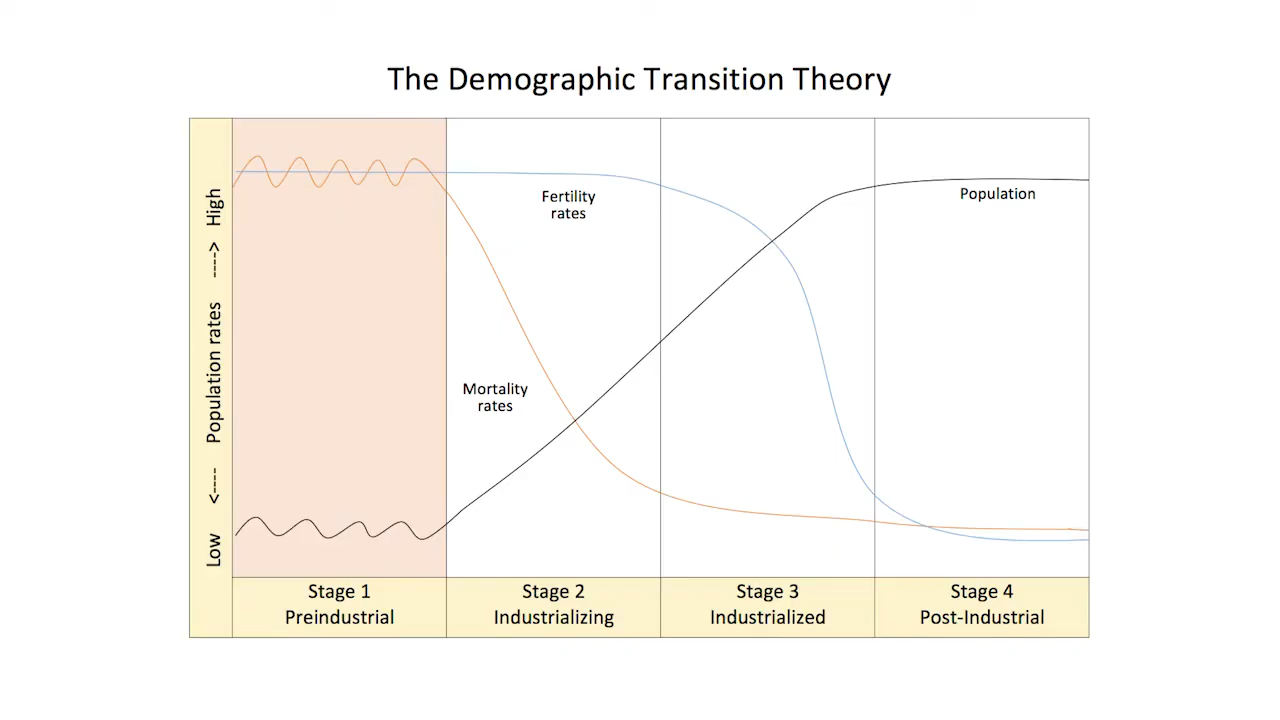 The Demographic Transition Theory
Low <---- Population rates ----> High
Fertility
rates
Population
Mortality
rates
Stage 1
Preindustrial
Stage 2
Industrializing
Stage 3
Industrialized
Stage 4
Post-Industrial